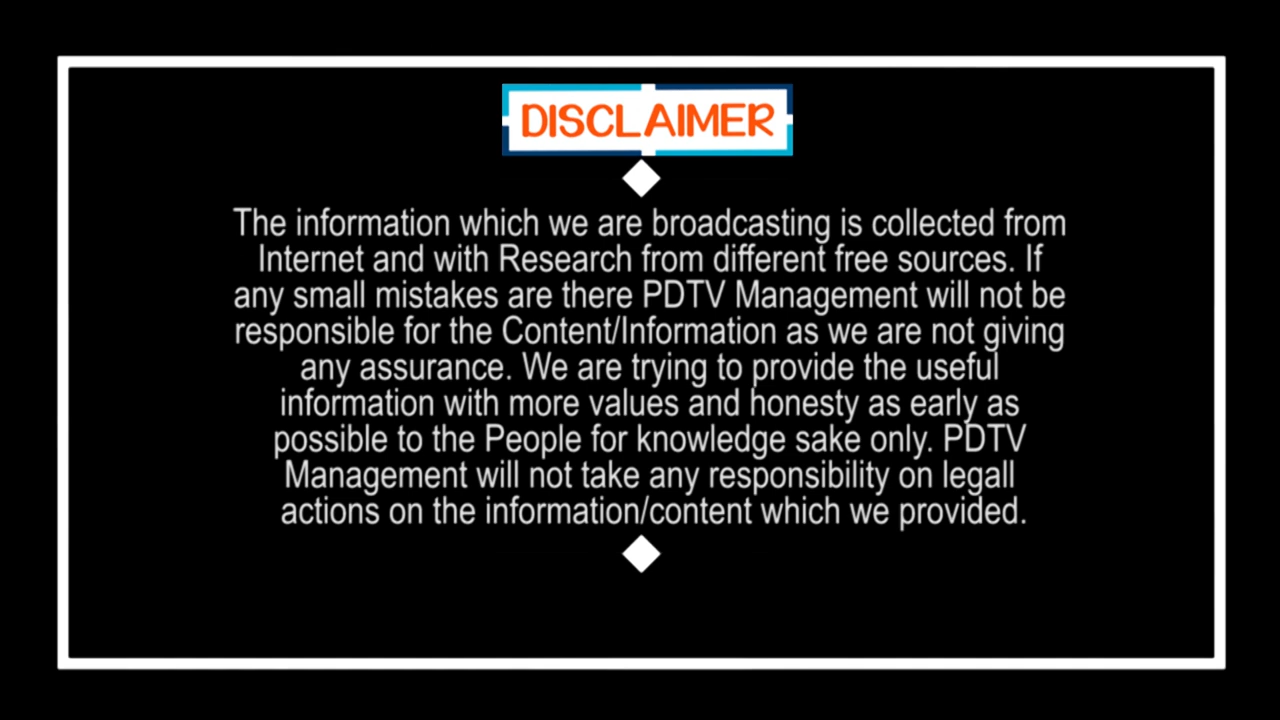 DISCLAIMER
The information which we are broadcasting is collected from
Internet and with Research from different free sources. If
any small mistakes are there PDTV Management will not be
responsible for the Content/Information as we are not giving
any assurance. We are trying to provide the useful
information with more values and honesty as early as
possible to the People for knowledge sake only. PDTV
Management will not take any responsibility on legall
actions on the information/content which we provided.